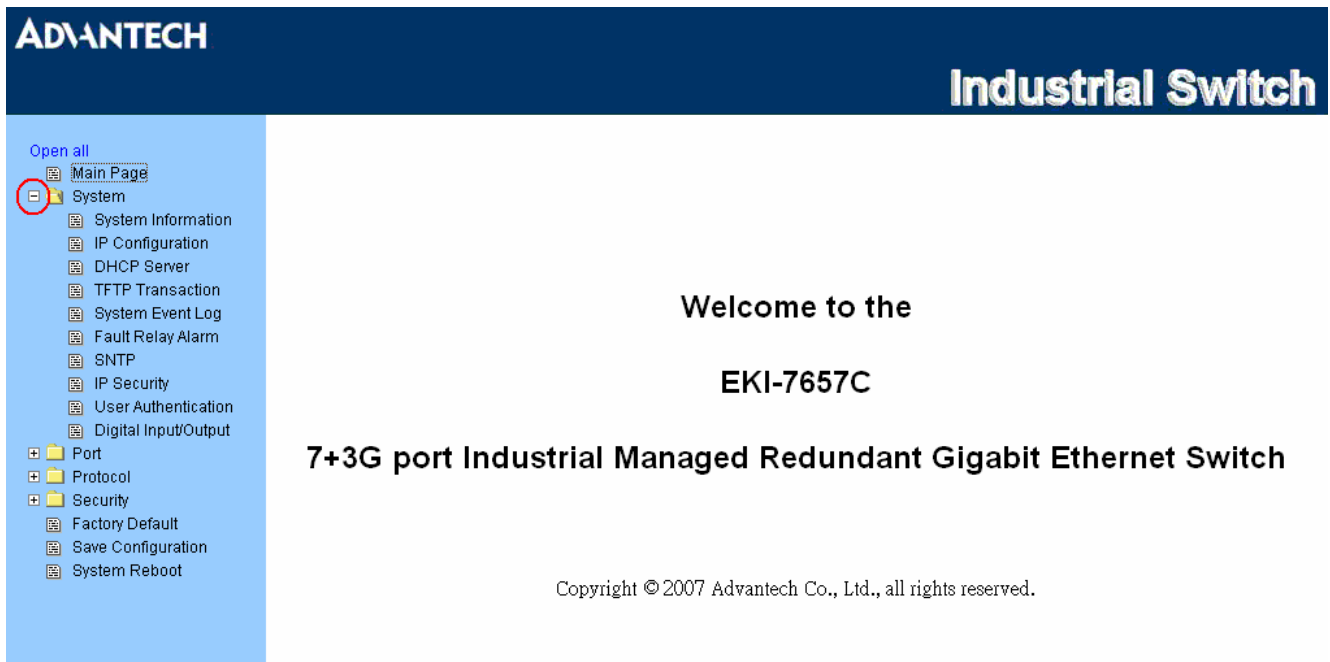 ADVANTECH
Industrial Switch
Open all
Main Page
System
System Information
IP Configuration
DHCP Server
TFTP Transaction
System Event Log
Fault Relay Alarm
SNTP
IP Security
User Authentication
Digital Input/Output
Port
Protocol
Security
Factory Default
Save Configuration
System Reboot
Welcome to the
EKI-7657C
7+3G port Industrial Managed Redundant Gigabit Ethernet Switch
Copyright © 2007 Advantech Co., Ltd., all rights reserved.